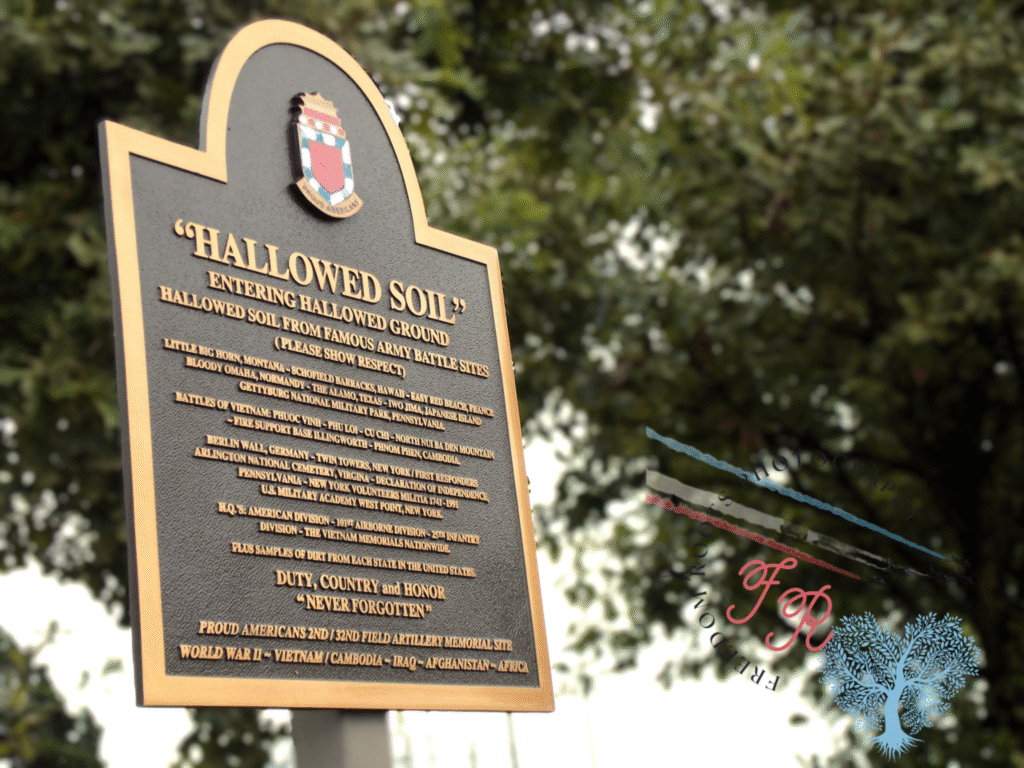 PROUD AMERICANS
"HALLOWED SOIL"
ENTERING HALLOWED GROUND
HALLOWED SOIL FROM FAMOUS ARMY BATTLE SITES
(PLEASE SHOW RESPECT)
LITTLE BIG HORN, MONTANA - SCHOFIELD BARRACKS, HAWAII - EASY RED BEACH, FRANCE
BLOODY OMAHA, NORMANDY - THE ALAMO, TEXAS - IWO JIMA, JAPANESE ISLAND
GETTYBURG NATIONAL MILITARY PARK, PENNSYLVANIA.
BATTLES OF VIETNAM: PHUOC VINH - PHU LOI - CU CHI - NORTH NUI BA DEN MOUNTAIN
- FIRE SUPPORT BASE ILLINGWORTH - PHNOM PHEN, CAMBODIA.
BERLIN WALL, GERMANY - TWIN TOWERS, NEW YORK / FIRST RESPONDERS
ARLINGTON NATIONAL CEMETERY, VIRGINA - DECLARATION OF INDEPENDENCE,
PENNSYLVANIA - NEW YORK VOLUNTEERS MILITIA 1741-1991
U.S. MILITARY ACADEMY WEST POINT, NEW YORK.
H.Q.'S: AMERICAN DIVISION - 101ST AIRBORNE DIVISION - 25TH INFANTRY
DIVISION - THE VIETNAM MEMORIALS NATIONWIDE.
PLUS SAMPLES OF DIRT FROM EACH STATE IN THE UNITED STATES.
DUTY, COUNTRY and HONOR
"NEVER FORGOTTEN"
PROUD AMERICANS 2ND / 32ND FIELD ARTILLERY MEMORIAL SITE
WORLD WAR II ~ VIETNAM / CAMBODIA ~ IRAQ ~ AFGHANISTAN ~ AFRICA
FR
FREEDOM ROOTS
PHOTOGRAPHY